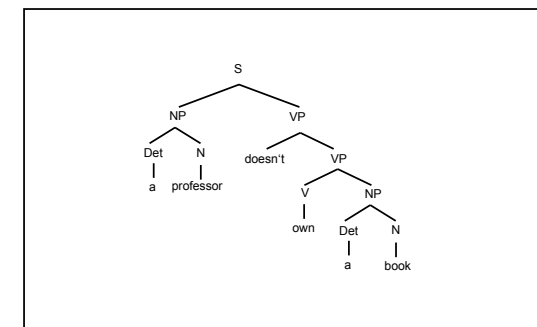 S
NP VP
Det N doesn't VP
a professor V NP
own Det N
a book